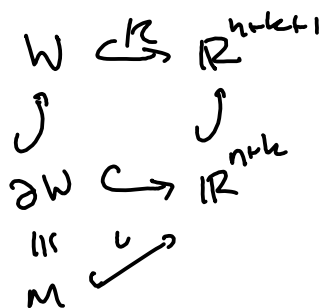 W ↪ R ℝ^{n+k+1}
∂W ↪ ℝ^{n+k}
≅ ι
M